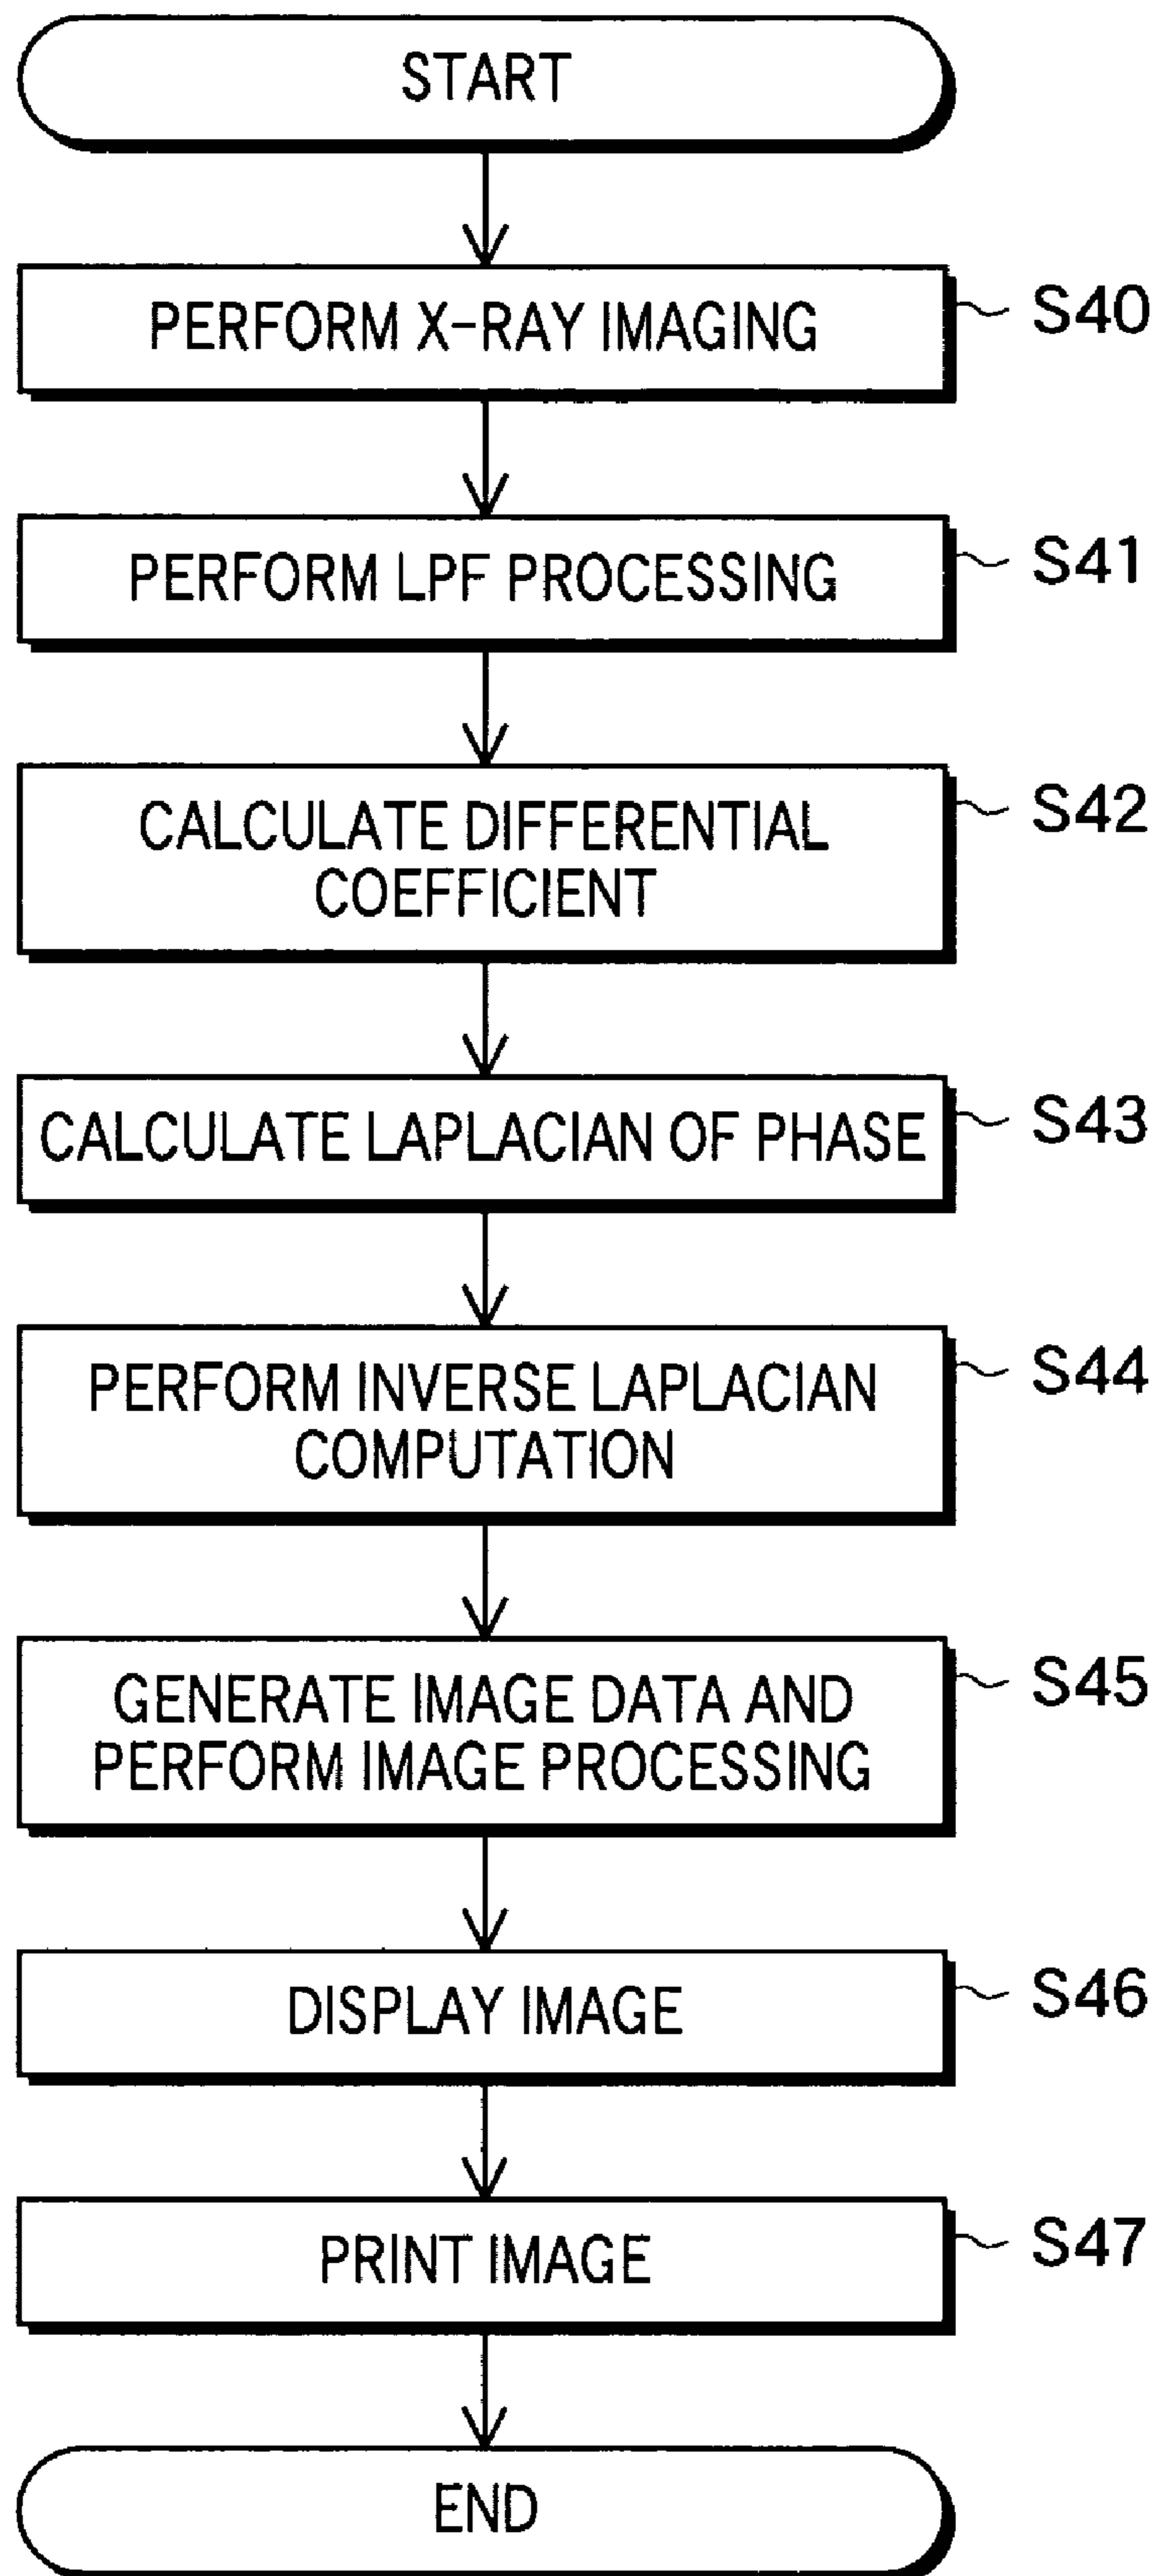 START
PERFORM X-RAY IMAGING
S40
PERFORM LPF PROCESSING
S41
CALCULATE DIFFERENTIAL
COEFFICIENT
S42
CALCULATE LAPLACIAN OF PHASE
S43
PERFORM INVERSE LAPLACIAN
COMPUTATION
S44
GENERATE IMAGE DATA AND
PERFORM IMAGE PROCESSING
S45
DISPLAY IMAGE
S46
PRINT IMAGE
S47
END